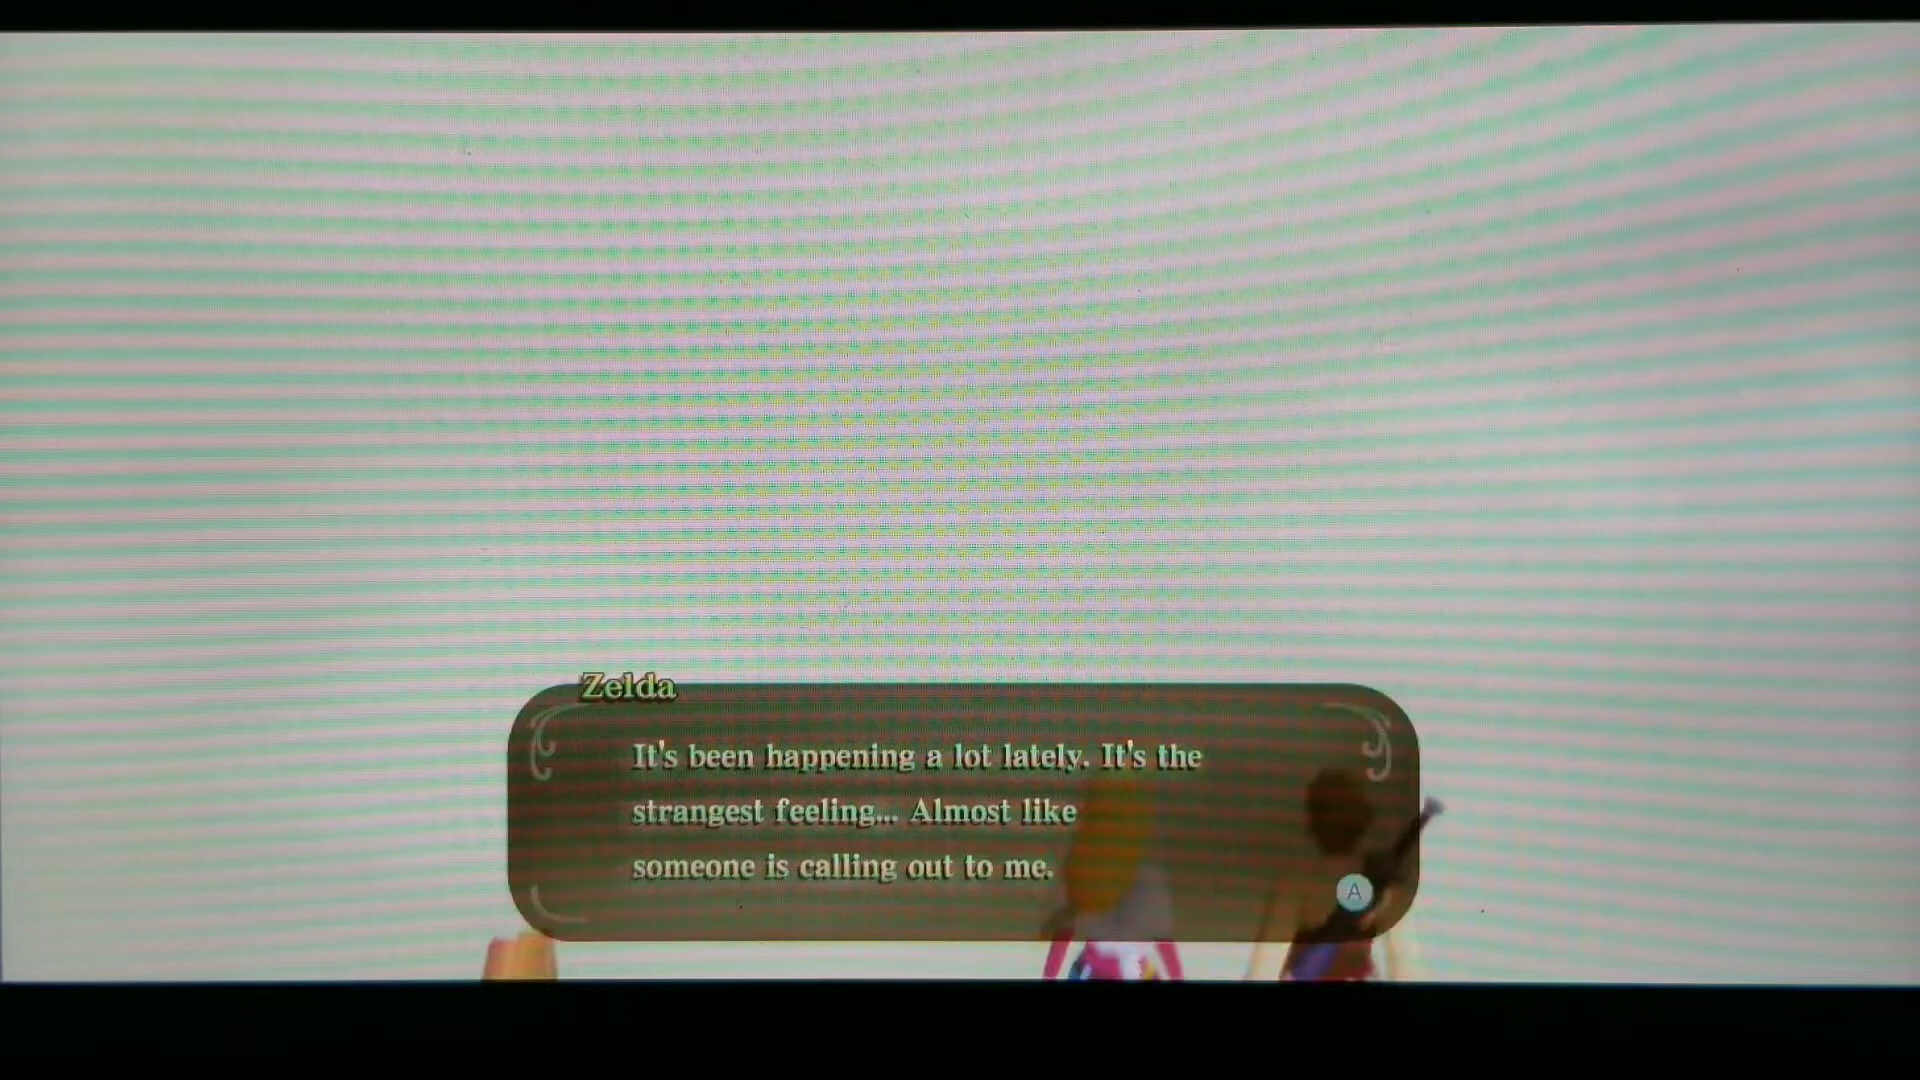 Zelda
It's been happening a lot lately. It's the
strangest feeling... Almost like
someone is calling out to me.
A